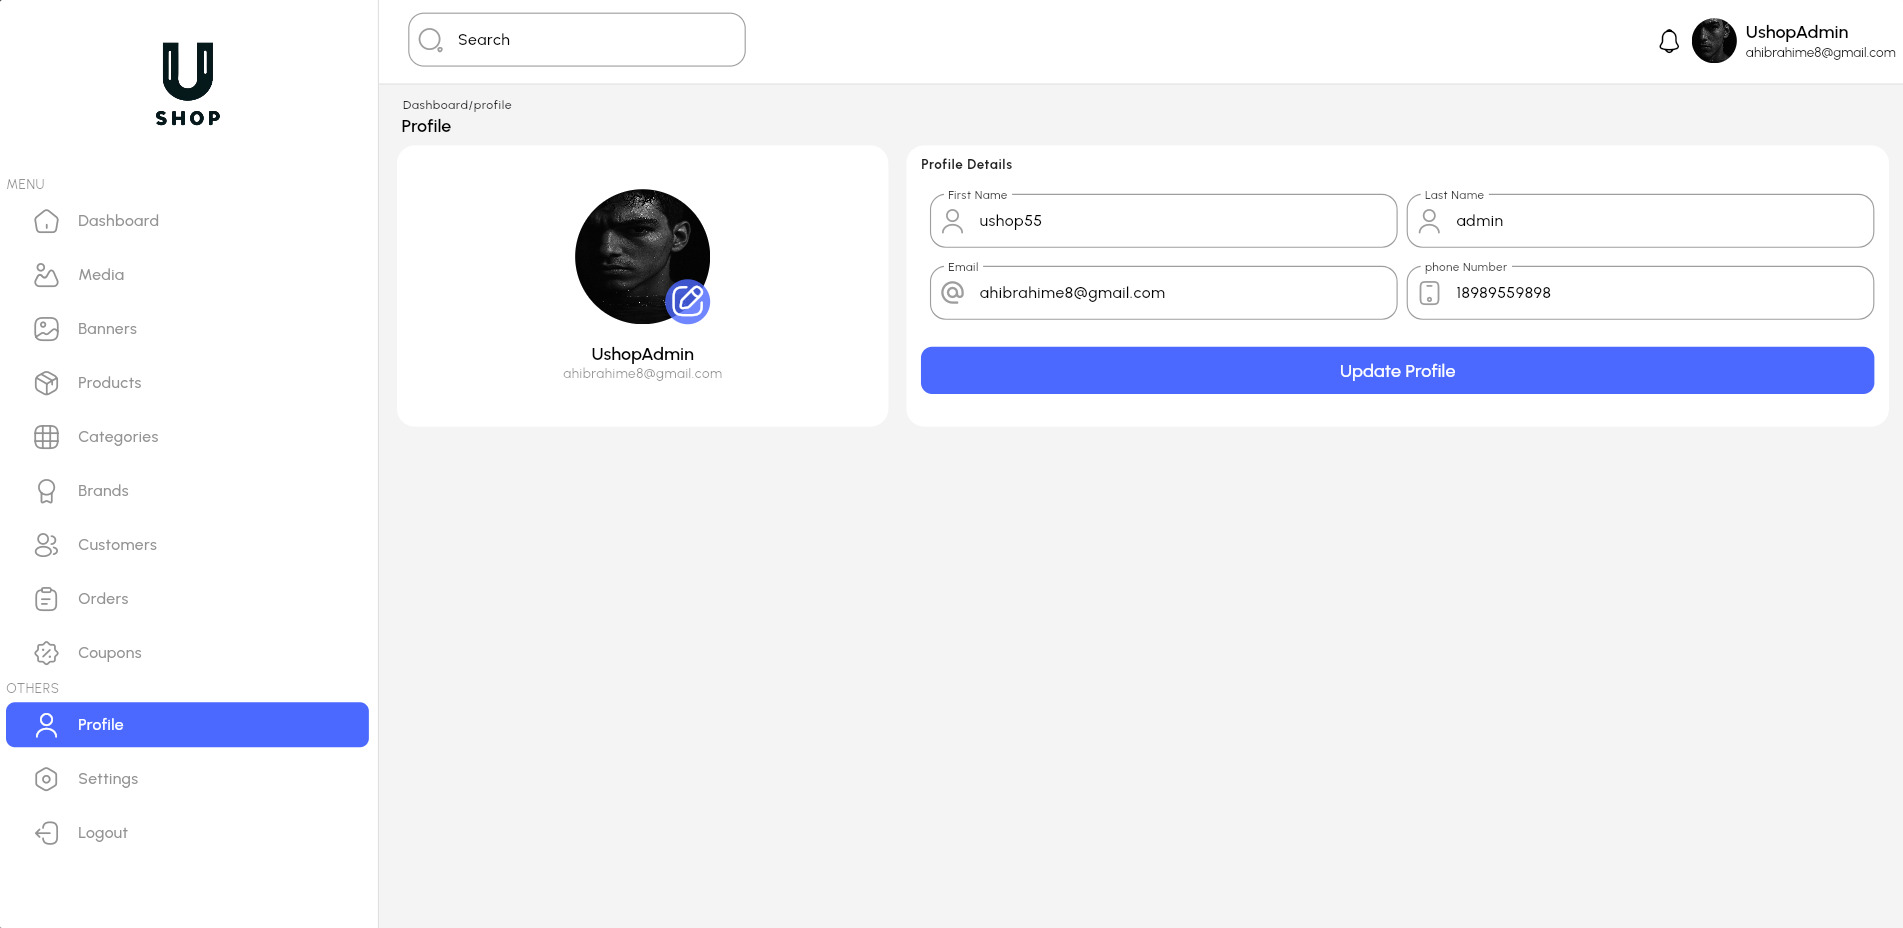 U
SHOP
MENU
Dashboard
Media
Banners
Products
Categories
Brands
Customers
Orders
Coupons
OTHERS
Profile
Settings
Logout
Search
UshopAdmin
ahibrahime8@gmail.com
Dashboard/profile
Profile
UshopAdmin
ahibrahime8@gmail.com
Profile Details
First Name
ushop55
Last Name
admin
Email
ahibrahime8@gmail.com
phone Number
18989559898
Update Profile